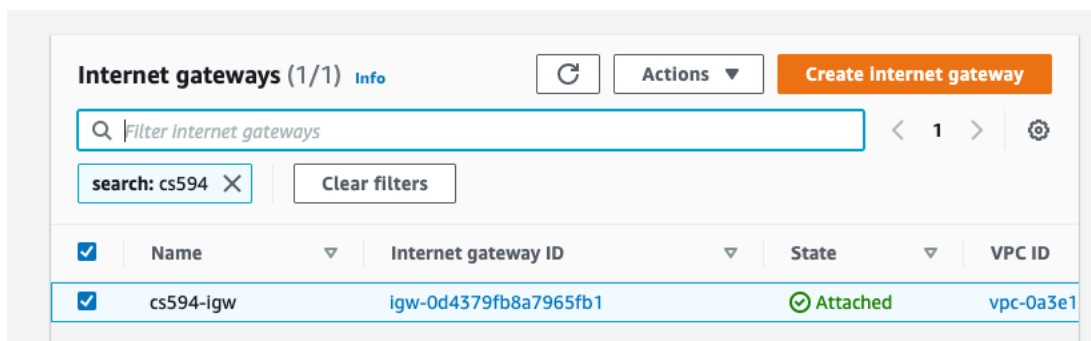 Internet gateways (1/1) Info
Actions
Create internet gateway
Filter internet gateways
1
search: cs594
Clear filters
Name Internet gateway ID State VPC ID
cs594-igw igw-0d4379fb8a7965fb1 Attached vpc-0a3e1